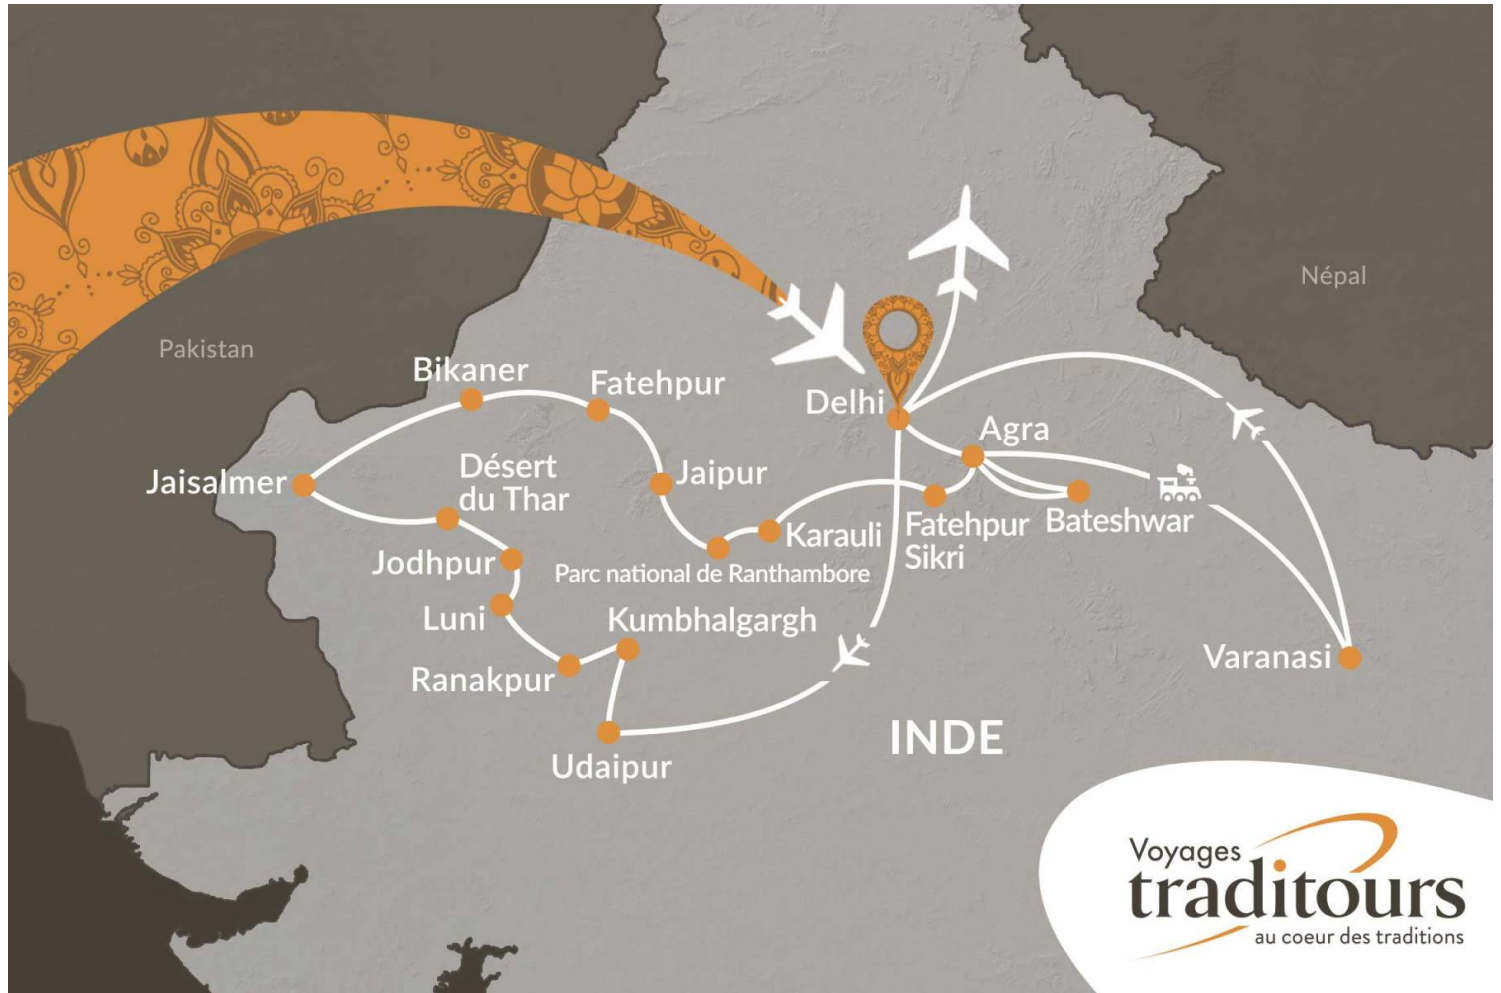 Népal
Pakistan
Bikaner
Fatehpur
Delhi
Agra
Jaisalmer
Désert
du Thar
Jaipur
Jodhpur
Karauli
Fatehpur
Sikri
Bateshwar
Parc national de Ranthambore
Luni
Kumbhalgargh
Ranakpur
Varanasi
Udaipur
INDE
Voyages
traditours
au coeur des traditions